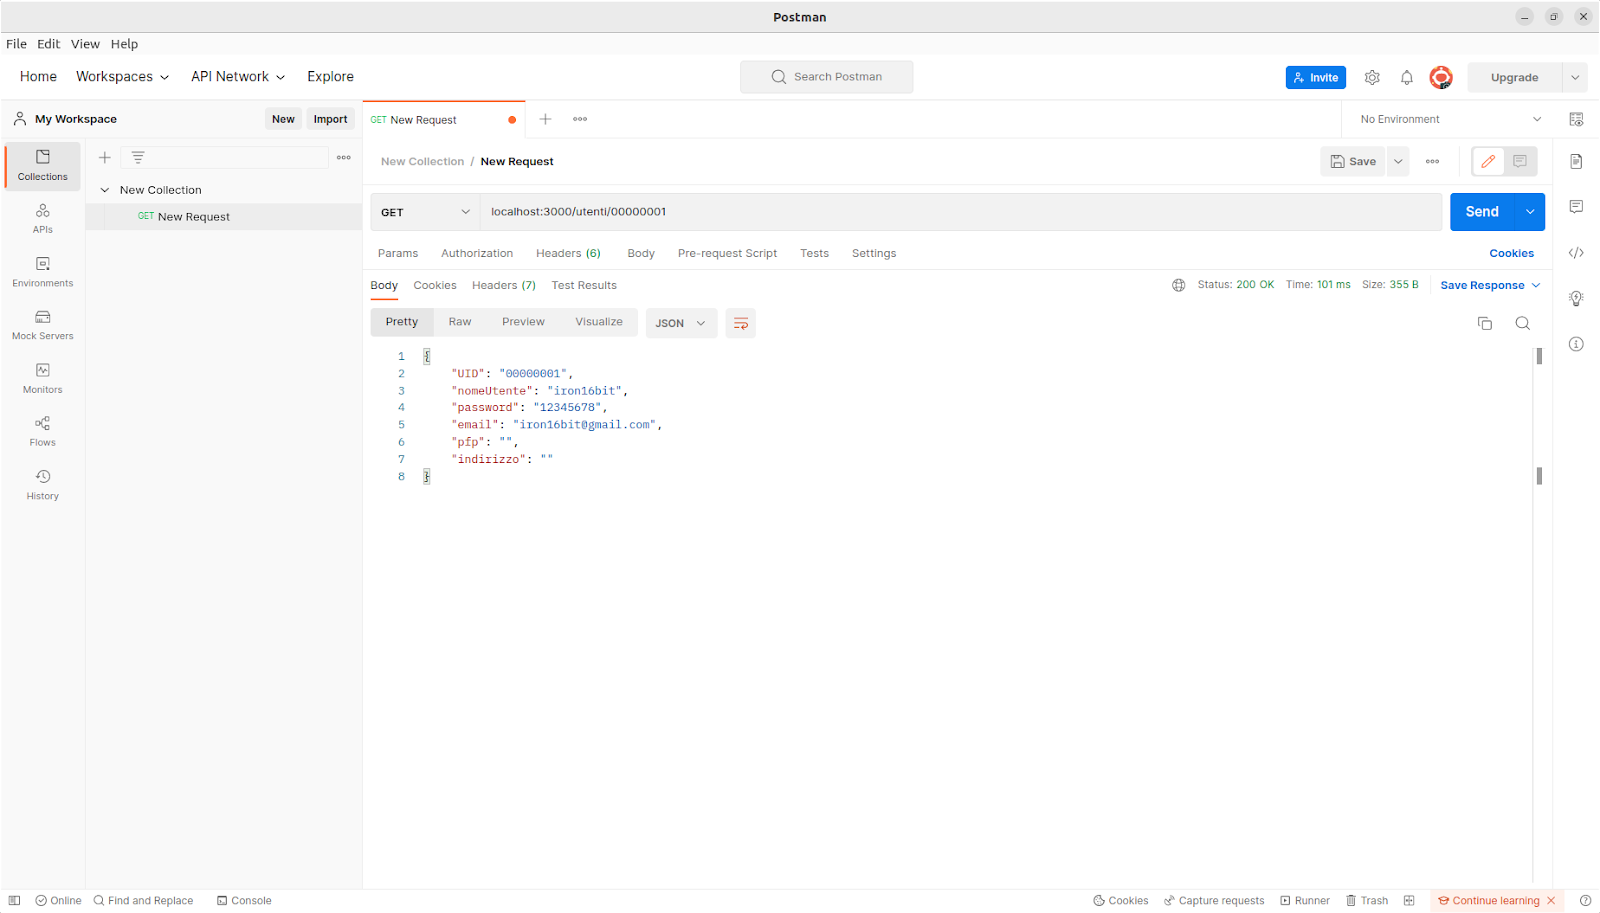 Postman
File Edit View Help
Home Workspaces API Network Explore Search Postman Invite Upgrade
My Workspace New Import GET New Request No Environment
New Collection / New Request Save
Collections
New Collection
GET New Request
GET localhost:3000/utenti/00000001 Send
APIs
Params Authorization Headers (6) Body Pre-request Script Tests Settings Cookies
Environments
Body Cookies Headers (7) Test Results Status: 200 OK Time: 101 ms Size: 355 B Save Response
Pretty Raw Preview Visualize JSON
Mock Servers
Monitors
Flows
History
1 {
2 "UID": "00000001",
3 "nomeUtente": "iron16bit",
4 "password": "12345678",
5 "email": "iron16bit@gmail.com",
6 "pfp": "",
7 "indirizzo": ""
8 }
Online Find and Replace Console Cookies Capture requests Runner Trash Continue learning